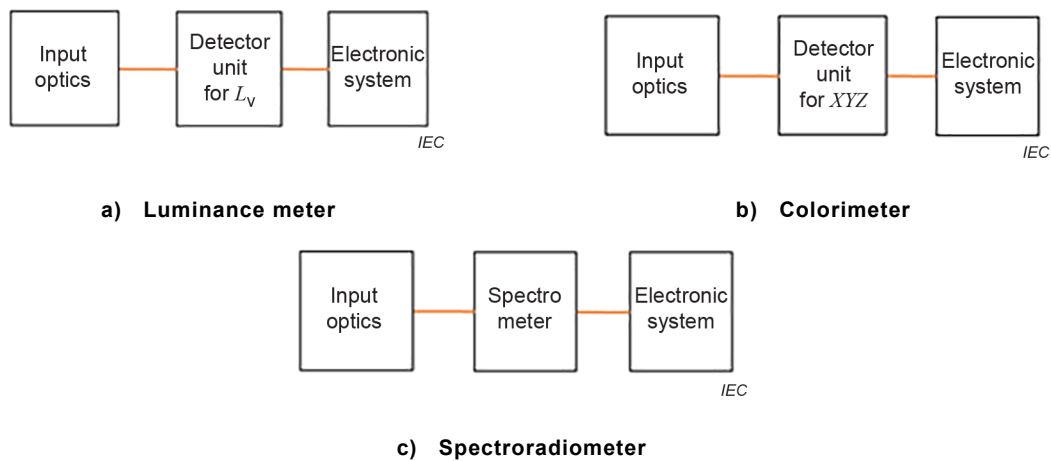 Input
optics
Detector
unit
for Lv
Electronic
system
IEC
a) Luminance meter
Input
optics
Detector
unit
for XYZ
Electronic
system
IEC
b) Colorimeter
Input
optics
Spectro
meter
Electronic
system
IEC
c) Spectroradiometer